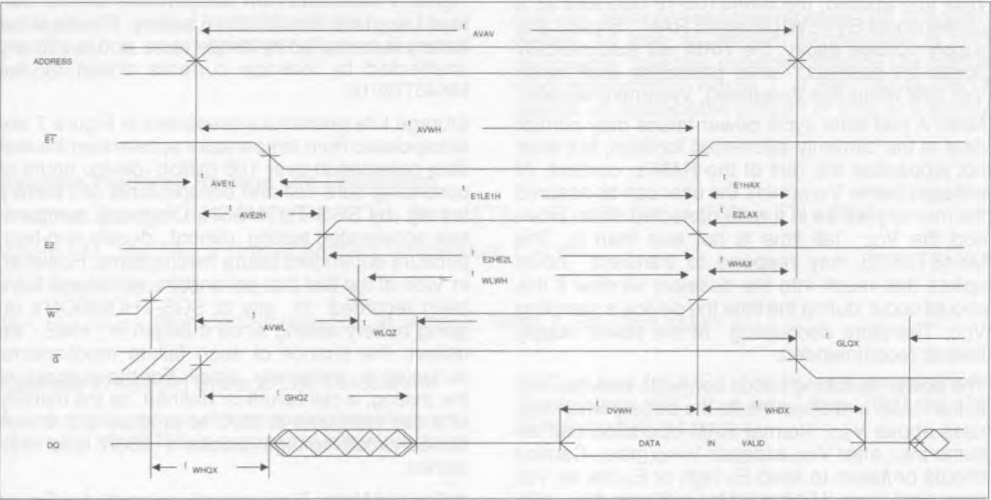 t AVAV
ADDRESS
t AVWH
E1
t AVE1L
t E1LE1H
t E1HAX
t AVE2H
t E2LAX
E2
t E2HE2L
t WLWH
t WHAX
W
t AVWL
t WLQZ
t GLQX
G
t GHQZ
t DVWH
t WHDX
DQ
DATA IN VALID
t WHQX